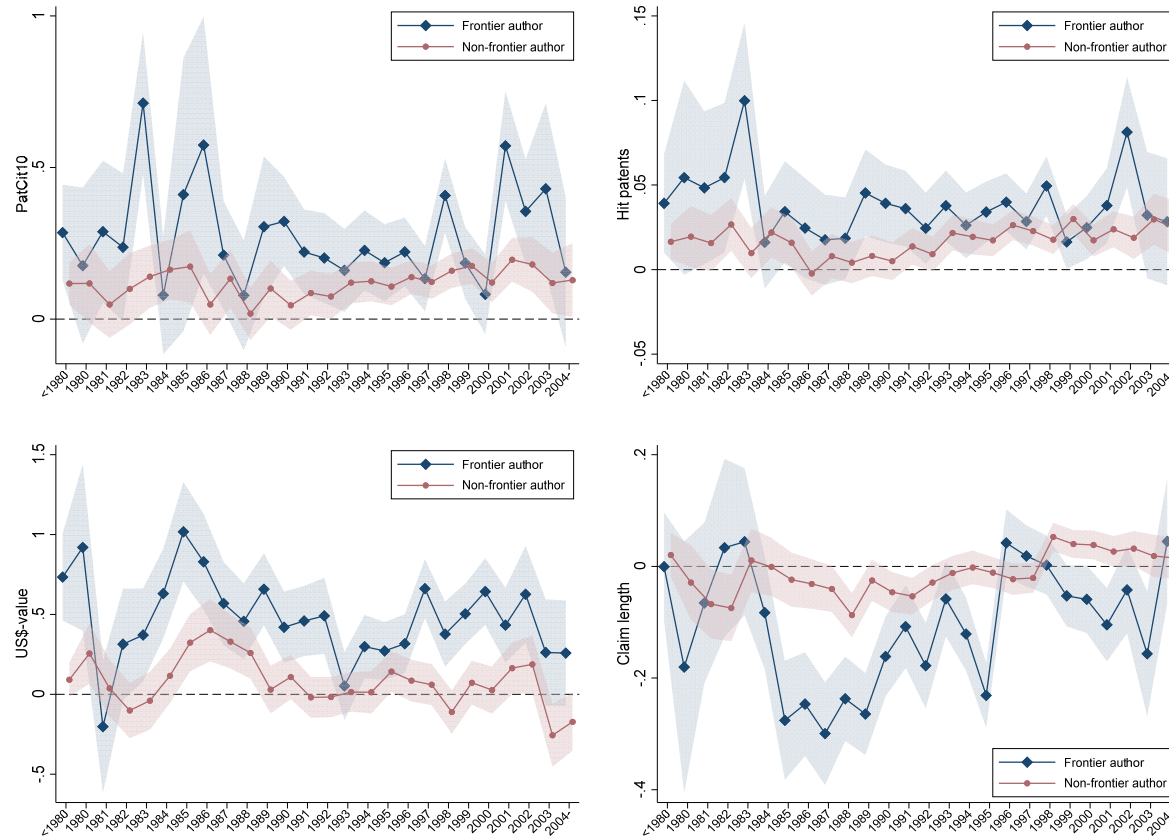 1
Frontier author
Non-frontier author
.5
PatCit10
0
<1980 1980 1981 1982 1983 1984 1985 1986 1987 1988 1989 1990 1991 1992 1993 1994 1995 1996 1997 1998 1999 2000 2001 2002 2003 2004-
.15
Frontier author
Non-frontier author
.1
.05
Hit patents
0
-.05
<1980 1980 1981 1982 1983 1984 1985 1986 1987 1988 1989 1990 1991 1992 1993 1994 1995 1996 1997 1998 1999 2000 2001 2002 2003 2004-
1.5
Frontier author
Non-frontier author
1
.5
US$-value
0
-.5
<1980 1980 1981 1982 1983 1984 1985 1986 1987 1988 1989 1990 1991 1992 1993 1994 1995 1996 1997 1998 1999 2000 2001 2002 2003 2004-
.2
0
Claim length
-.2
-.4
Frontier author
Non-frontier author
<1980 1980 1981 1982 1983 1984 1985 1986 1987 1988 1989 1990 1991 1992 1993 1994 1995 1996 1997 1998 1999 2000 2001 2002 2003 2004